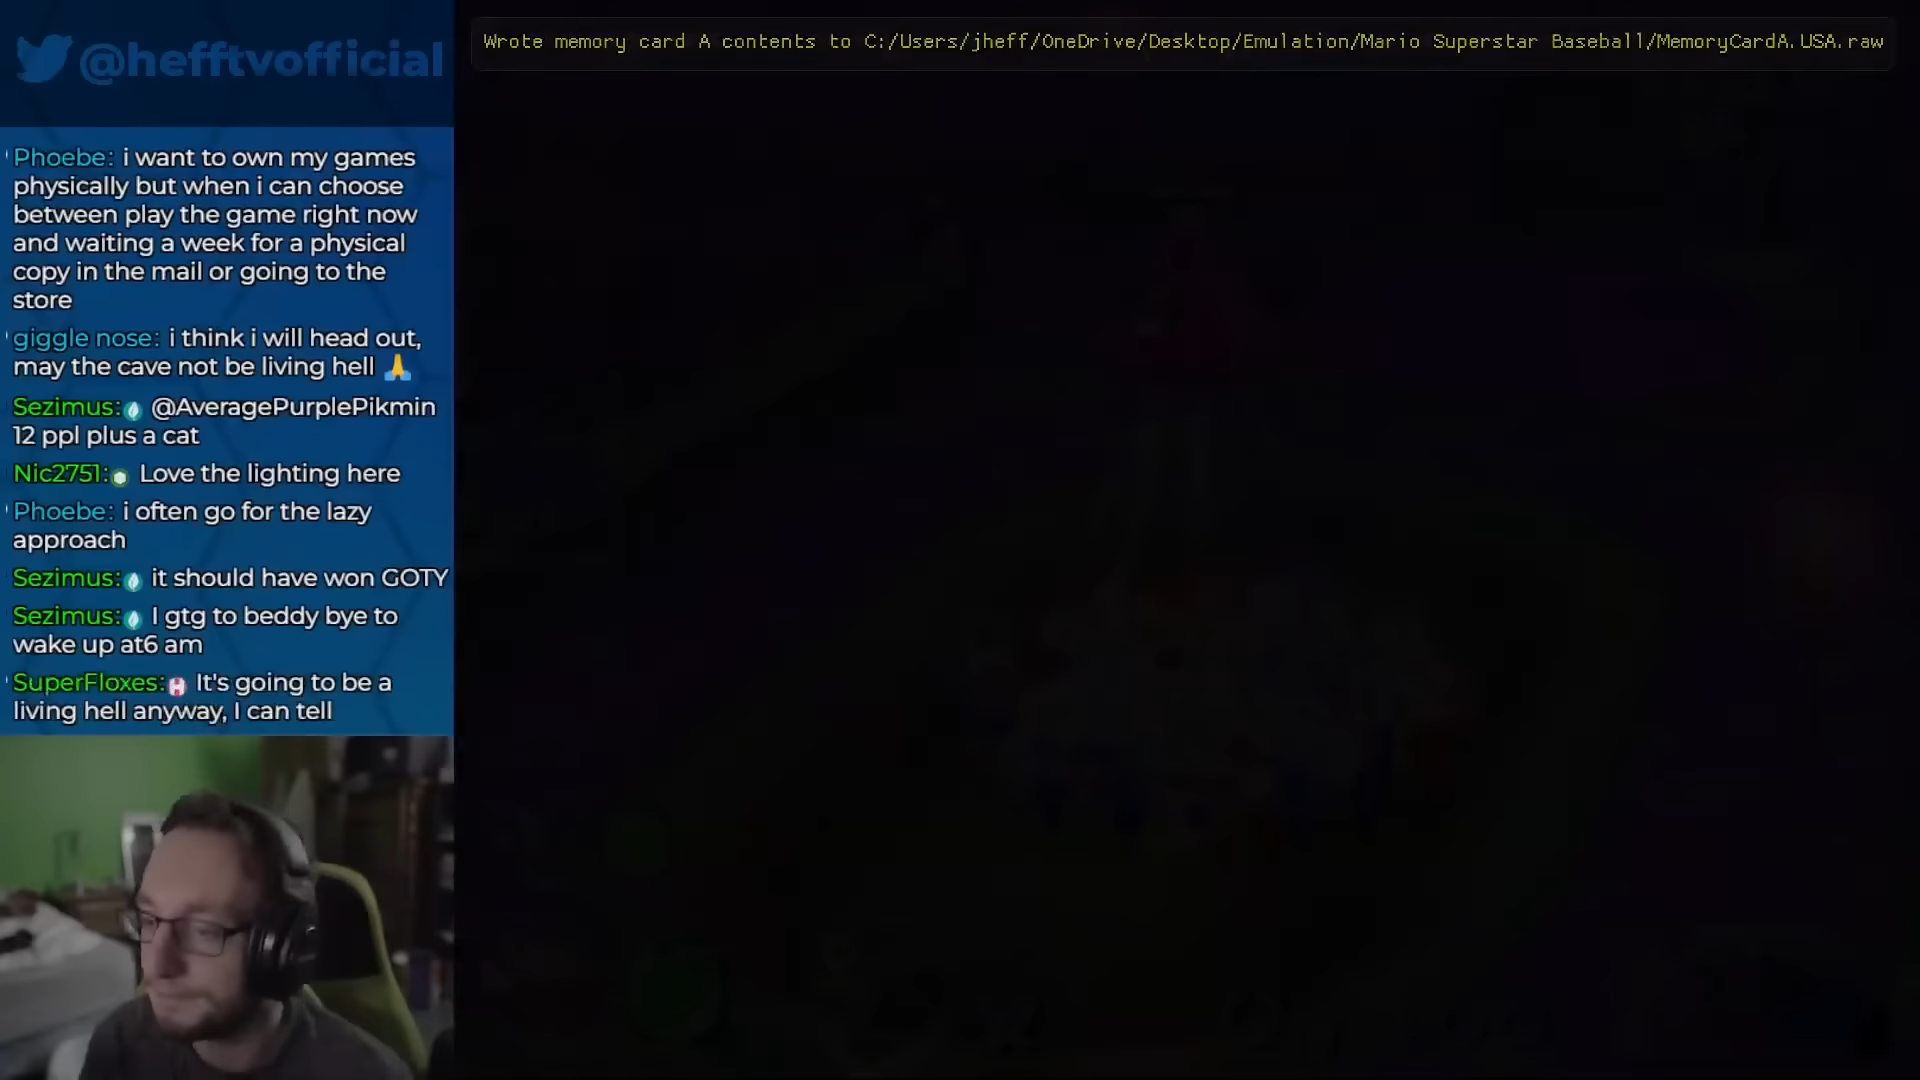 @hefftvofficial
Wrote memory card A contents to C:/Users/jheff/OneDrive/Desktop/Emulation/Mario Superstar Baseball/MemoryCardA.USA.raw
Phoebe: i want to own my games
physically but when i can choose
between play the game right now
and waiting a week for a physical
copy in the mail or going to the
store
giggle nose: i think i will head out,
may the cave not be living hell 🙏
Sezimus: @AveragePurplePikmin
12 ppl plus a cat
Nic2751: Love the lighting here
Phoebe: i often go for the lazy
approach
Sezimus: it should have won GOTY
Sezimus: I gtg to beddy bye to
wake up at6 am
SuperFloxes: It's going to be a
living hell anyway, I can tell